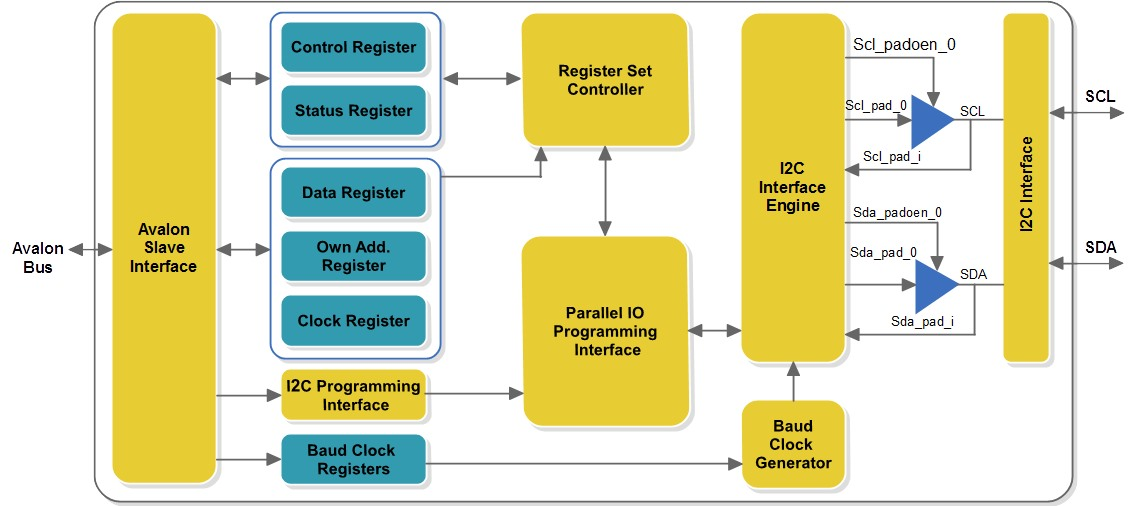 Avalon
Bus
Avalon
Slave
Interface
Control Register
Status Register
Data Register
Own Add.
Register
Clock Register
I2C Programming
Interface
Baud Clock
Registers
Register Set
Controller
Parallel IO
Programming
Interface
I2C
Interface
Engine
Baud
Clock
Generator
Scl_padoen_0
Scl_pad_0
SCL
Scl_pad_i
Sda_padoen_0
Sda_pad_0
SDA
Sda_pad_i
I2C Interface
SCL
SDA